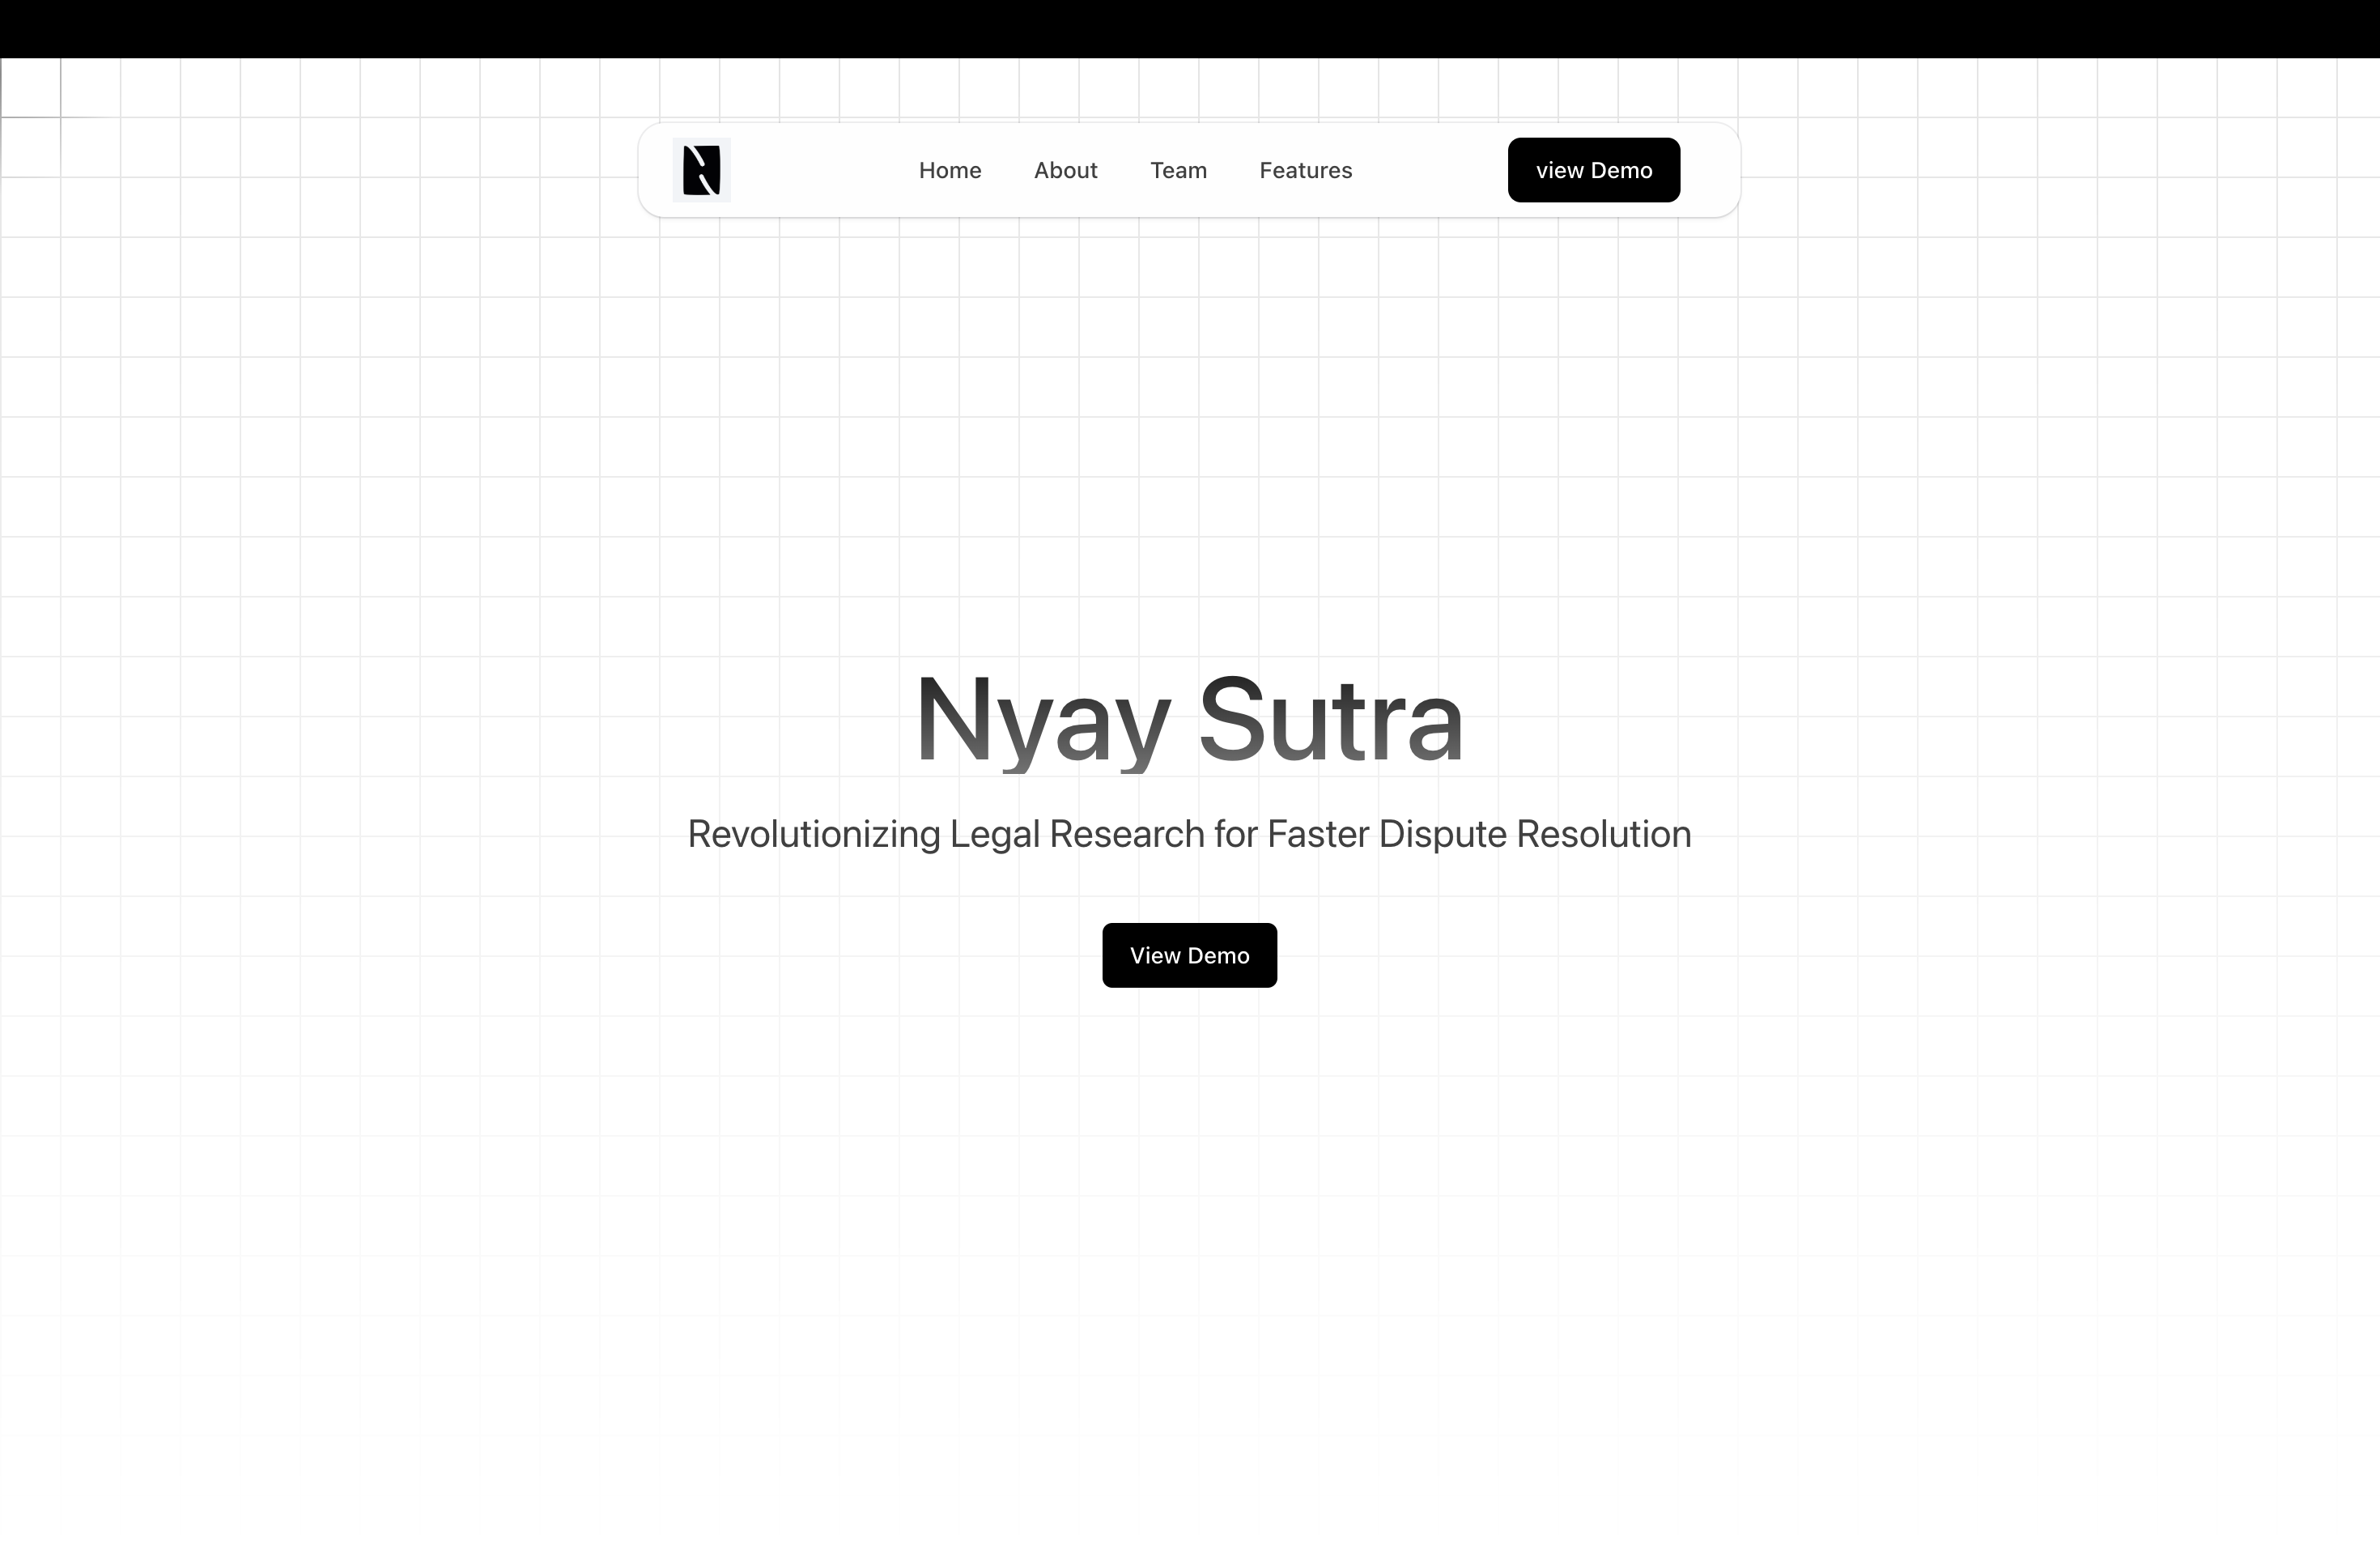 Home About Team Features view Demo
Nyay Sutra
Revolutionizing Legal Research for Faster Dispute Resolution
View Demo